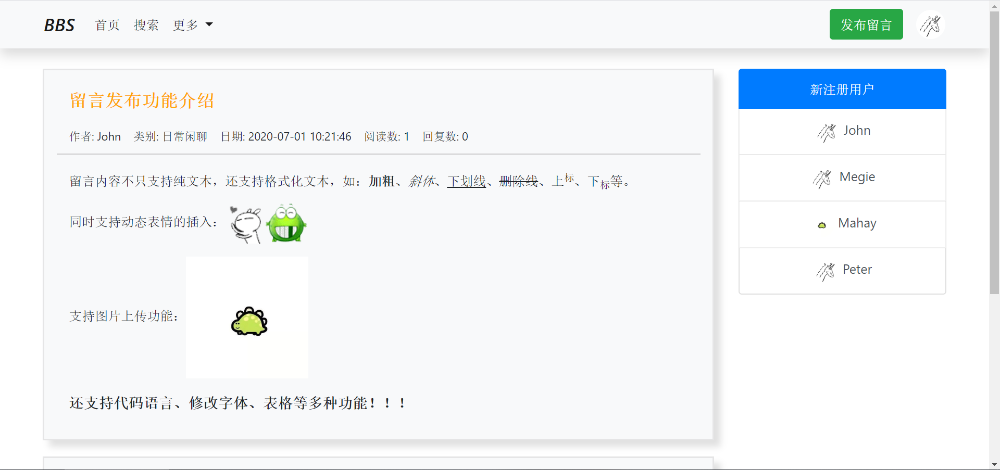 BBS 首页 搜索 更多 发布留言
留言发布功能介绍
作者: John 类别: 日常闲聊 日期: 2020-07-01 10:21:46 阅读数: 1 回复数: 0
留言内容不只支持纯文本，还支持格式化文本，如：加粗、斜体、下划线、删除线、上标、下标等。
同时支持动态表情的插入：
支持图片上传功能：
还支持代码语言、修改字体、表格等多种功能！！！
新注册用户
John
Megie
Mahay
Peter